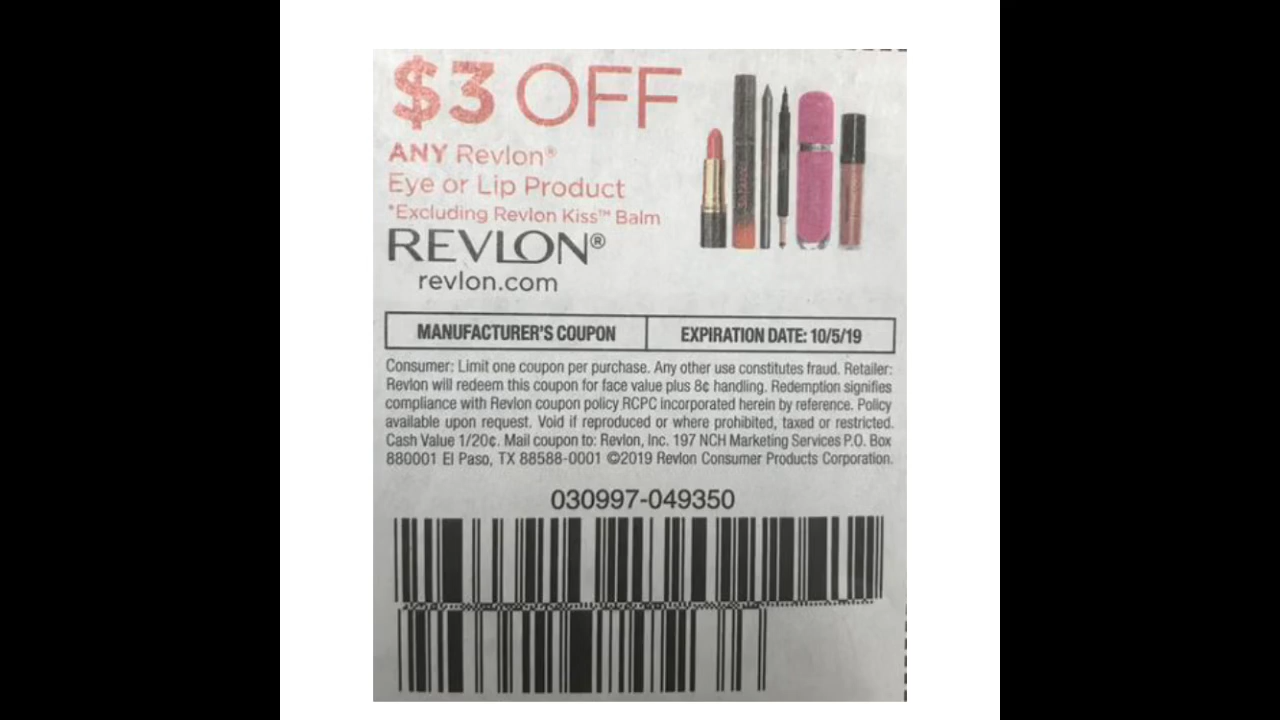 $3 OFF
ANY Revlon®
Eye or Lip Product
*Excluding Revlon Kiss™ Balm
REVLON®
revlon.com
MANUFACTURER'S COUPON
EXPIRATION DATE: 10/5/19
Consumer: Limit one coupon per purchase. Any other use constitutes fraud. Retailer:
Revlon will redeem this coupon for face value plus 8¢ handling. Redemption signifies
compliance with Revlon coupon policy RCPC incorporated herein by reference. Policy
available upon request. Void if reproduced or where prohibited, taxed or restricted.
Cash Value 1/20¢. Mail coupon to: Revlon, Inc. 197 NCH Marketing Services P.O. Box
880001 El Paso, TX 88588-0001 ©2019 Revlon Consumer Products Corporation.
030997-049350